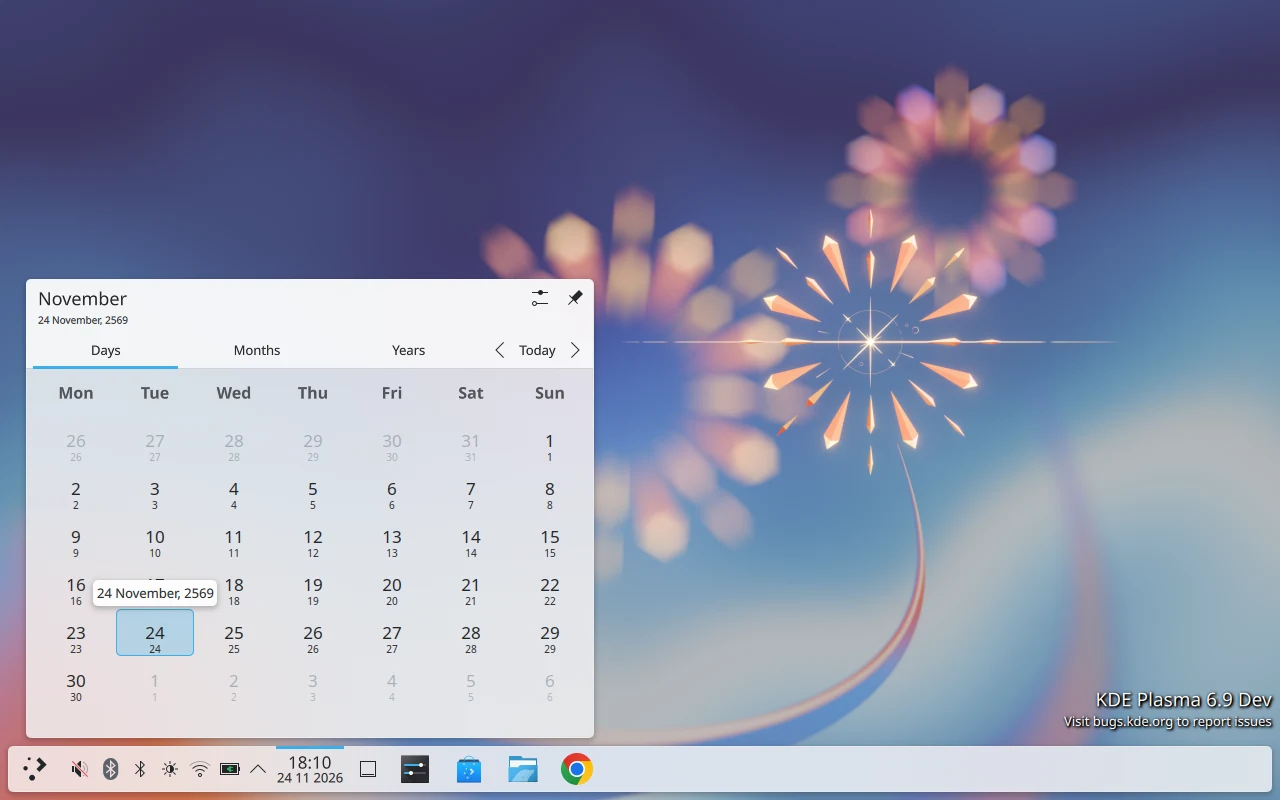 November
24 November, 2569
Days Months Years Today
Mon Tue Wed Thu Fri Sat Sun
26 27 28 29 30 31 1
26 27 28 29 30 31 1
2 3 4 5 6 7 8
2 3 4 5 6 7 8
9 10 11 12 13 14 15
9 10 11 12 13 14 15
16 18 19 20 21 22
16 18 19 20 21 22
24 November, 2569
23 24 25 26 27 28 29
23 24 25 26 27 28 29
30 1 2 3 4 5 6
30 1 2 3 4 5 6
KDE Plasma 6.9 Dev
Visit bugs.kde.org to report issues
18:10
24 11 2026